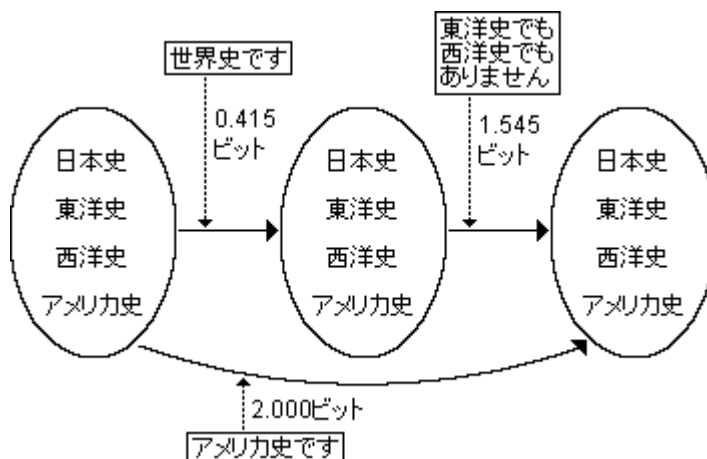 世界史です
東洋史でも
西洋史でも
ありません
0.415
ビット
1.545
ビット
日本史
東洋史
西洋史
アメリカ史
日本史
東洋史
西洋史
アメリカ史
日本史
東洋史
西洋史
アメリカ史
2.000ビット
アメリカ史です